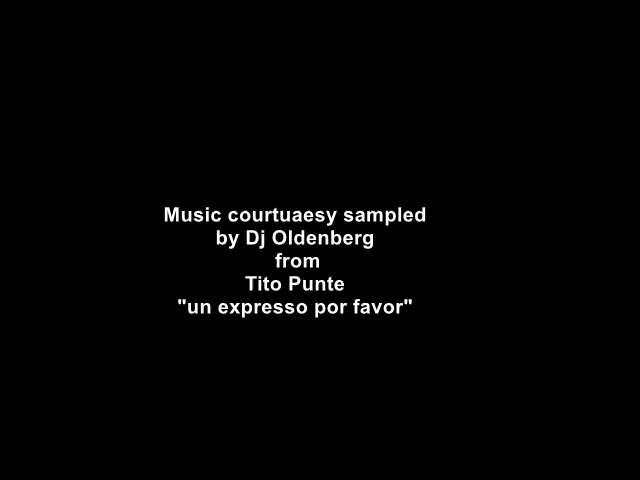 Music courtuaesy sampled
by Dj Oldenberg
from
Tito Punte
"un expresso por favor"